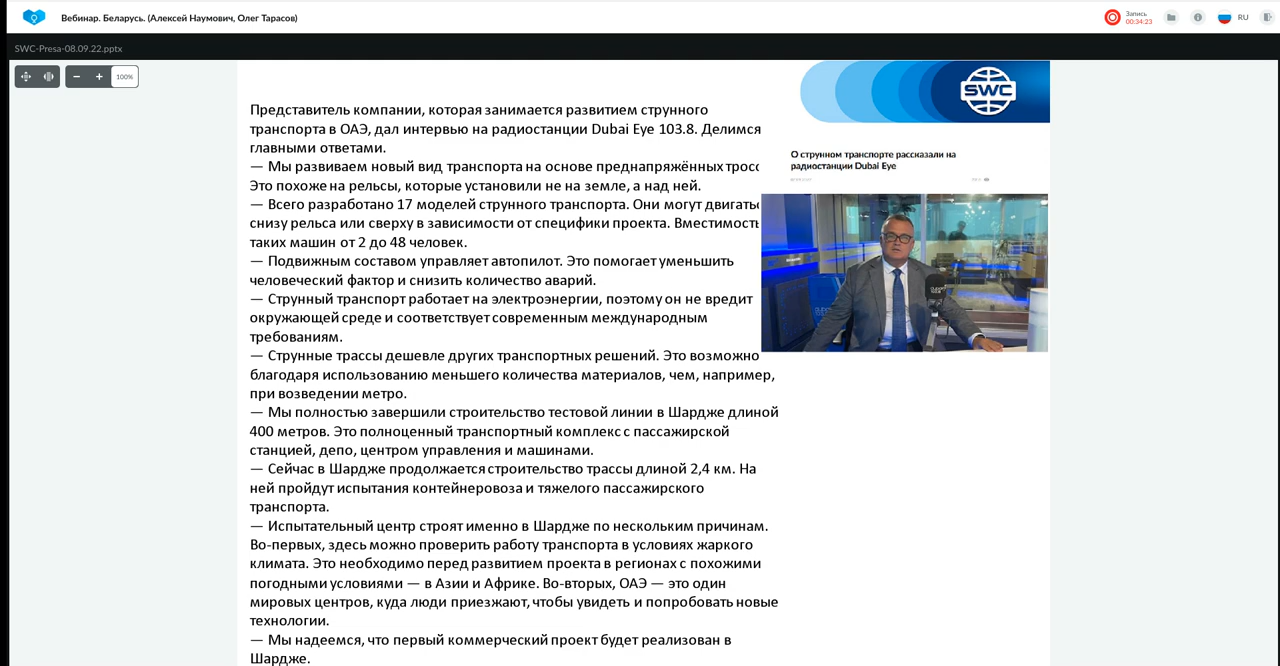 Вебинар. Беларусь. (Алексей Наумович, Олег Тарасов)
Запись
00:34:23
RU
SWC-Presa-08.09.22.pptx
100%
SWC
О струнном транспорте рассказали на
радиостанции Dubai Eye
Представитель компании, которая занимается развитием струнного
транспорта в ОАЭ, дал интервью на радиостанции Dubai Eye 103.8. Делимся
главными ответами.
— Мы развиваем новый вид транспорта на основе преднапряжённых тросо
Это похоже на рельсы, которые установили не на земле, а над ней.
— Всего разработано 17 моделей струнного транспорта. Они могут двигатьс
снизу рельса или сверху в зависимости от специфики проекта. Вместимость
таких машин от 2 до 48 человек.
— Подвижным составом управляет автопилот. Это помогает уменьшить
человеческий фактор и снизить количество аварий.
— Струнный транспорт работает на электроэнергии, поэтому он не вредит
окружающей среде и соответствует современным международным
требованиям.
— Струнные трассы дешевле других транспортных решений. Это возможно
благодаря использованию меньшего количества материалов, чем, например,
при возведении метро.
— Мы полностью завершили строительство тестовой линии в Шардже длиной
400 метров. Это полноценный транспортный комплекс с пассажирской
станцией, депо, центром управления и машинами.
— Сейчас в Шардже продолжается строительство трассы длиной 2,4 км. На
ней пройдут испытания контейнеровоза и тяжелого пассажирского
транспорта.
— Испытательный центр строят именно в Шардже по нескольким причинам.
Во-первых, здесь можно проверить работу транспорта в условиях жаркого
климата. Это необходимо перед развитием проекта в регионах с похожими
погодными условиями — в Азии и Африке. Во-вторых, ОАЭ — это один
мировых центров, куда люди приезжают, чтобы увидеть и попробовать новые
технологии.
— Мы надеемся, что первый коммерческий проект будет реализован в
Шардже.